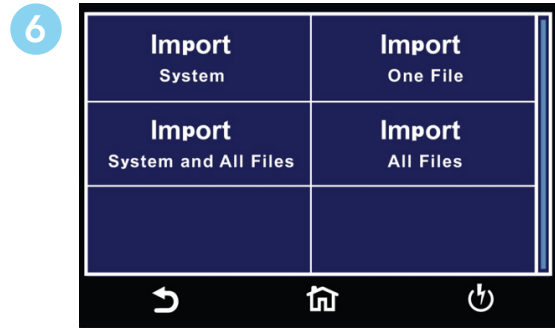 6
Import
System
Import
One File
Import
System and All Files
Import
All Files